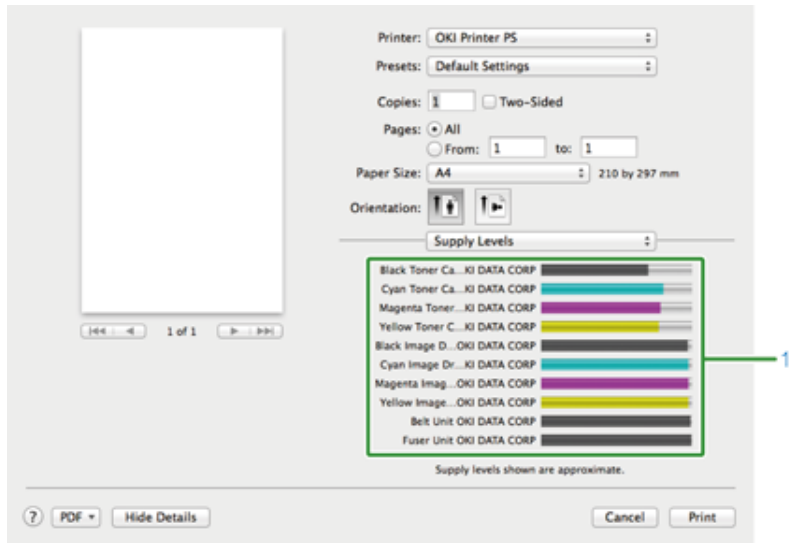 Printer: OKI Printer PS
Presets: Default Settings
Copies: 1 Two-Sided
Pages: All
From: 1 to: 1
Paper Size: A4 210 by 297 mm
Orientation:
Supply Levels
Black Toner Ca...KI DATA CORP
Cyan Toner Ca...KI DATA CORP
Magenta Toner...KI DATA CORP
Yellow Toner C...KI DATA CORP
Black Image D...OKI DATA CORP
Cyan Image Dr...KI DATA CORP
Magenta Imag...OKI DATA CORP
Yellow Image...OKI DATA CORP
Belt Unit OKI DATA CORP
Fuser Unit OKI DATA CORP
1
1 of 1
Supply levels shown are approximate.
? PDF Hide Details Cancel Print